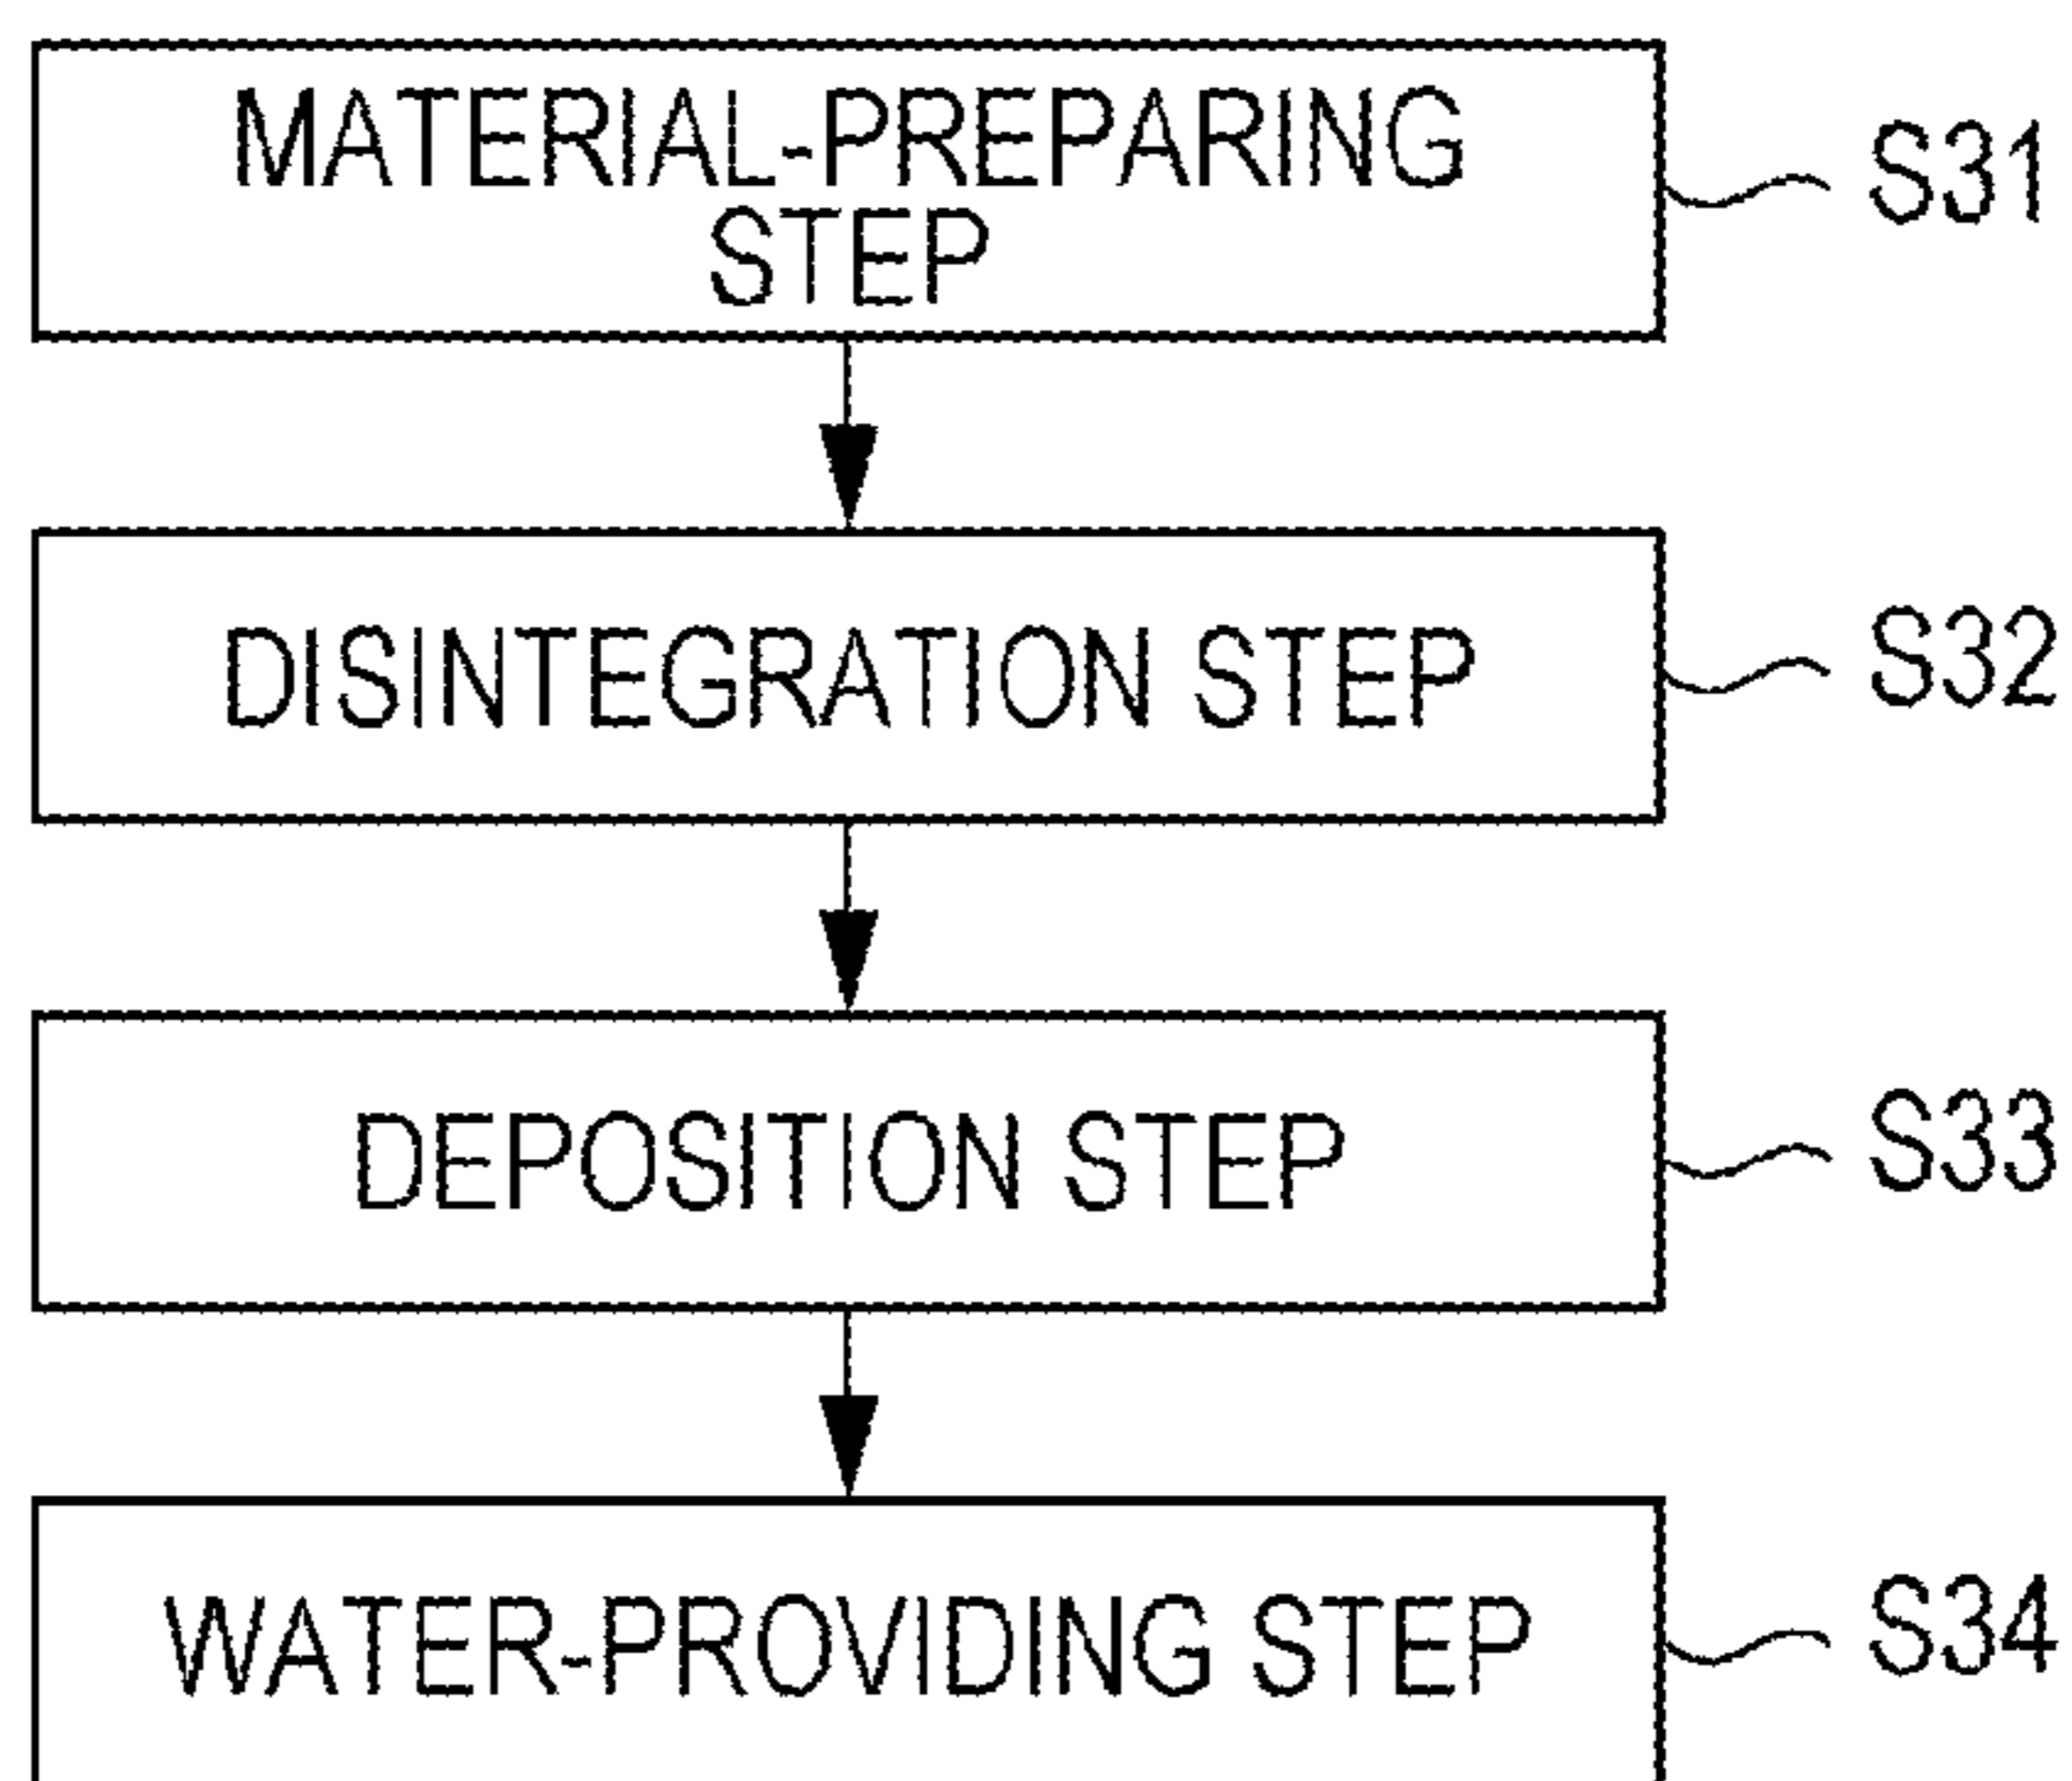 MATERIAL-PREPARING
STEP
S31
DISINTEGRATION STEP
S32
DEPOSITION STEP
S33
WATER-PROVIDING STEP
S34